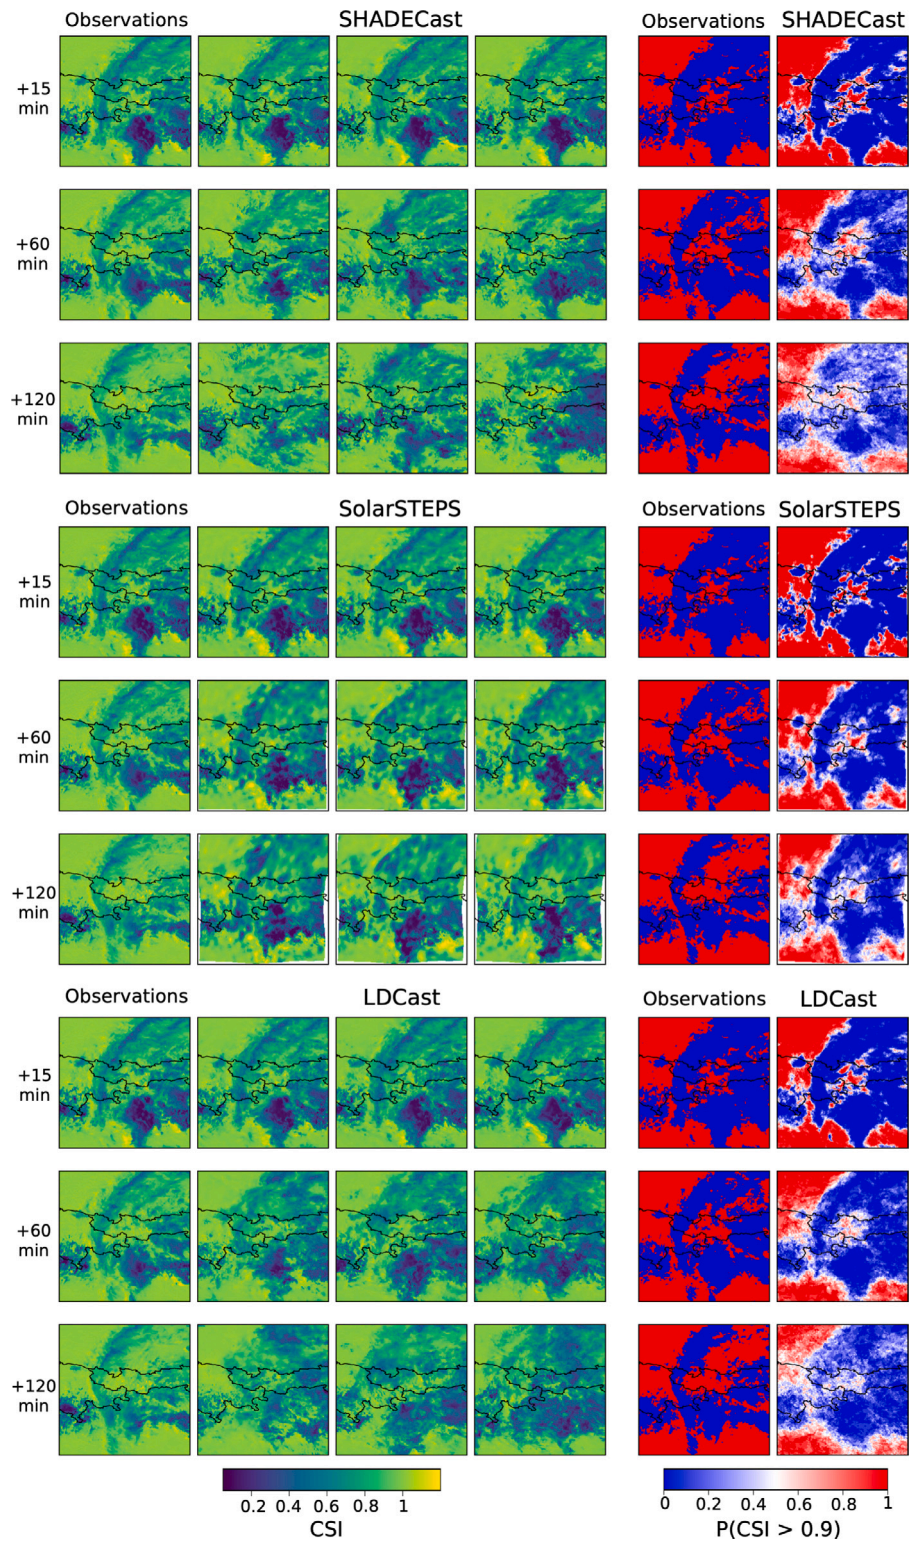 Observations SHADECast Observations SHADECast
+15
min
+60
min
+120
min
Observations SolarSTEPS Observations SolarSTEPS
+15
min
+60
min
+120
min
Observations LDCast Observations LDCast
+15
min
+60
min
+120
min
0.2 0.4 0.6 0.8 1
CSI
0 0.2 0.4 0.6 0.8 1
P(CSI > 0.9)